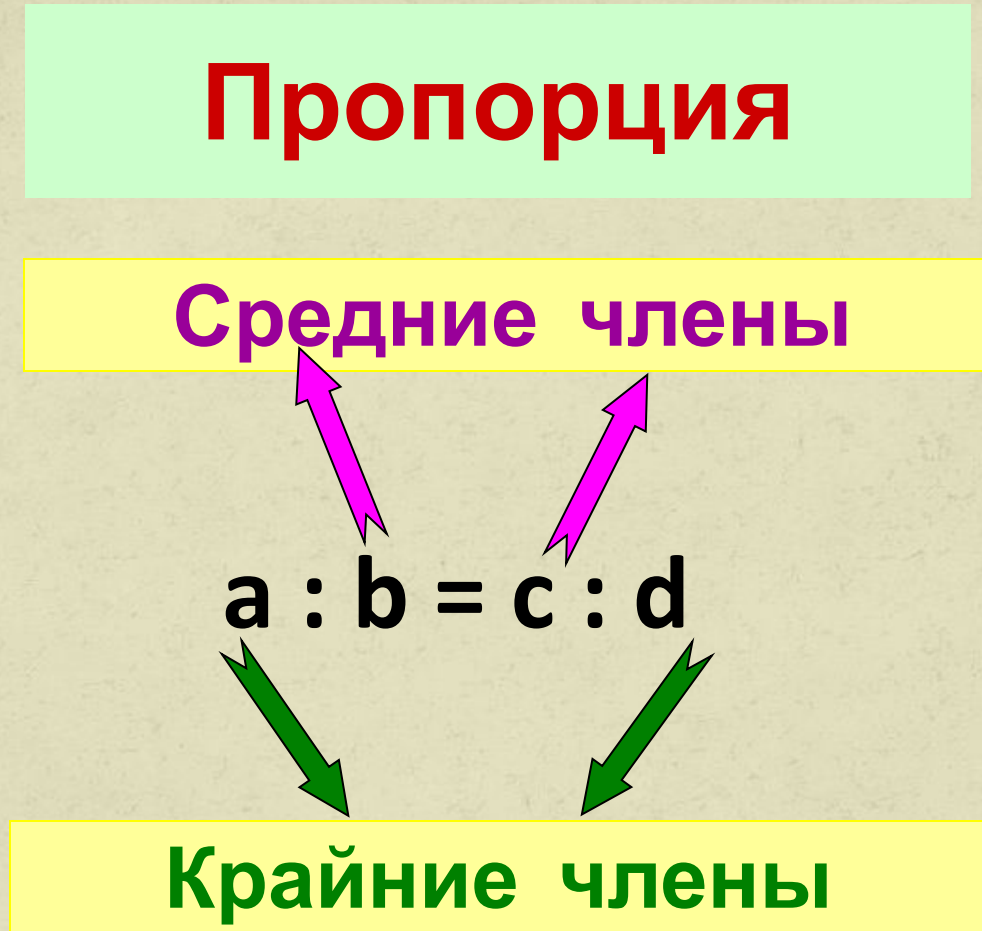 Пропорция
Средние члены
a : b = c : d
Крайние члены